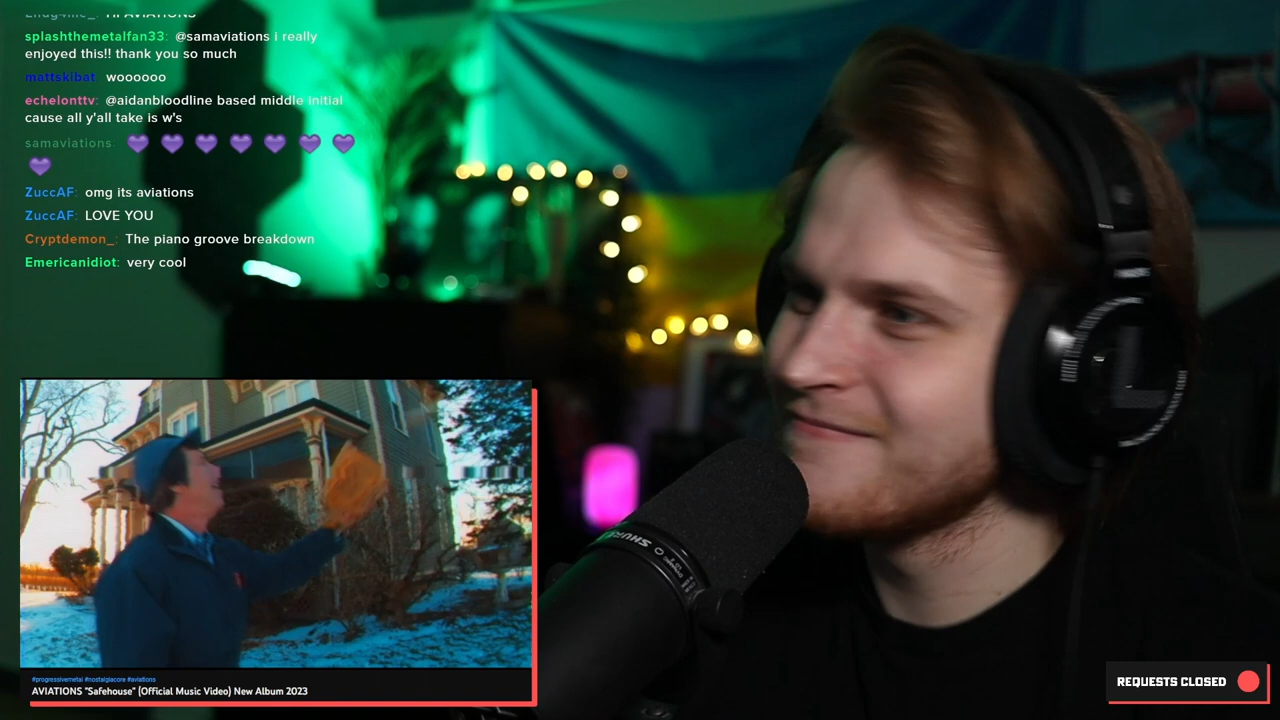 splashthemetalfan33: @samaviations i really
enjoyed this!! thank you so much
mattskibat: woooooo
echelonttv: @aidanbloodline based middle initial
cause all y'all take is w's
samaviations:
ZuccAF: omg its aviations
ZuccAF: LOVE YOU
Cryptdemon_: The piano groove breakdown
Emericanidiot: very cool
SHURE
#progressivemetal #nostalgiacore #aviations
AVIATIONS "Safehouse" (Official Music Video) New Album 2023
REQUESTS CLOSED